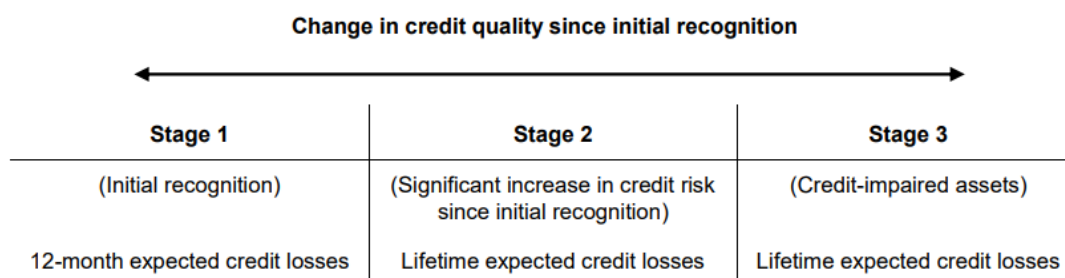 Change in credit quality since initial recognition
Stage 1
Stage 2
Stage 3
(Initial recognition)
(Significant increase in credit risk
since initial recognition)
(Credit-impaired assets)
12-month expected credit losses
Lifetime expected credit losses
Lifetime expected credit losses